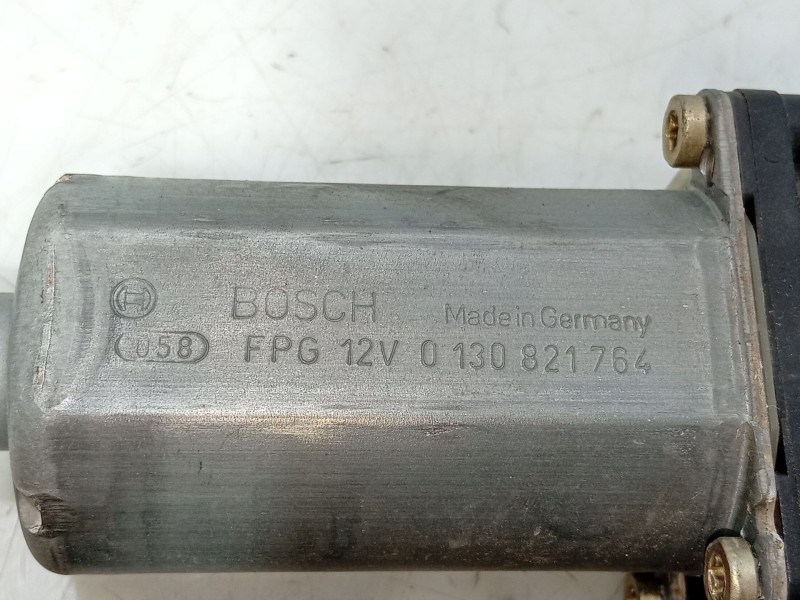 BOSCH Made in Germany
058 FPG 12V 0 130 821 764